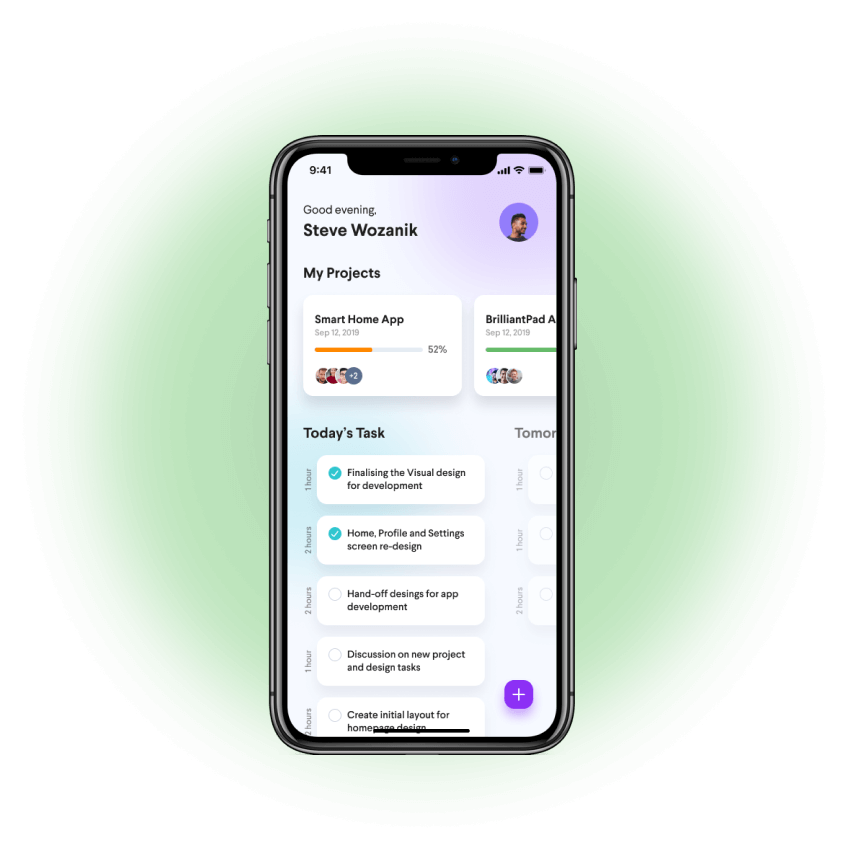 9:41
Good evening,
Steve Wozanik
My Projects
Smart Home App
Sep 12, 2019
52%
+2
BrilliantPad A
Sep 12, 2019
Today's Task
Tomor
1 hour
Finalising the Visual design
for development
2 hours
Home, Profile and Settings
screen re-design
2 hours
Hand-off desings for app
development
1 hour
Discussion on new project
and design tasks
2 hours
Create initial layout for
homepage design
1 hour
1 hour
2 hours